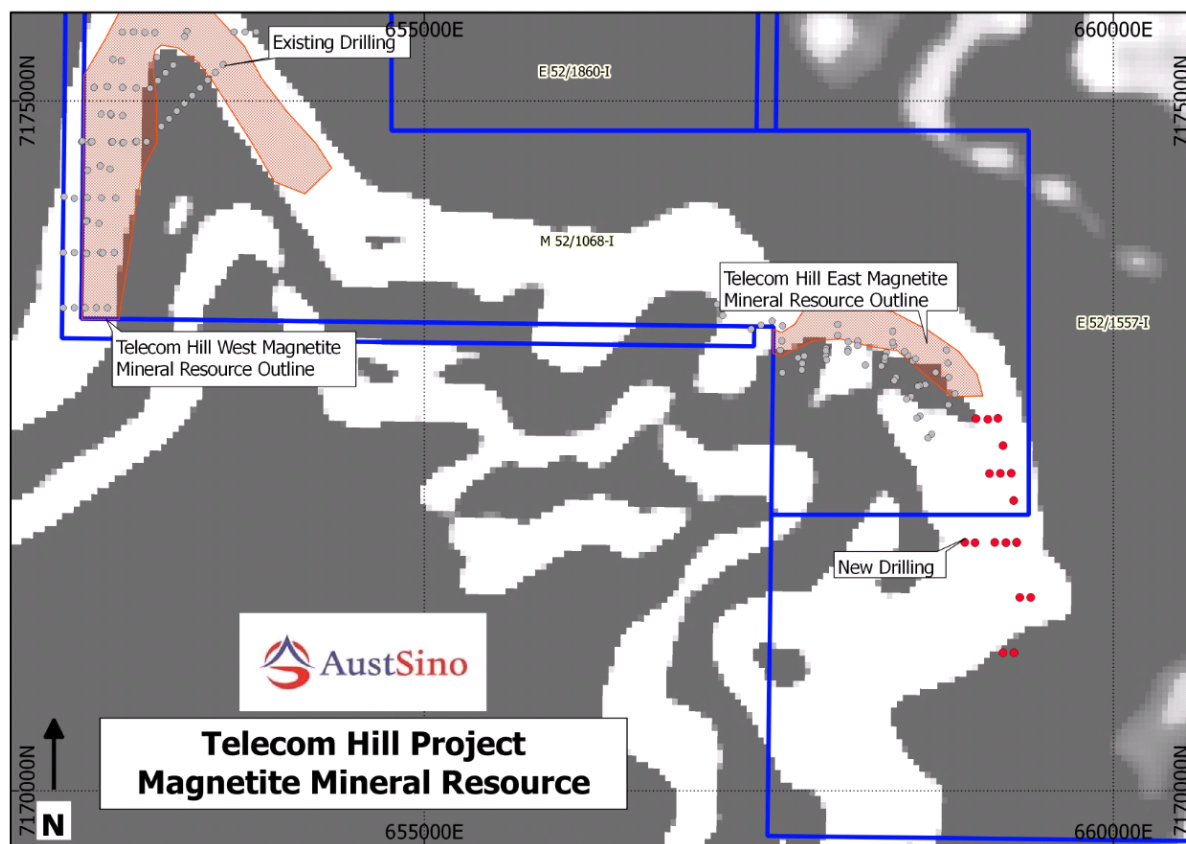 655000E
660000E
Existing Drilling
E 52/1860-I
7175000N
7175000N
M 52/1068-I
Telecom Hill East Magnetite
Mineral Resource Outline
E 52/1557-I
Telecom Hill West Magnetite
Mineral Resource Outline
New Drilling
AustSino
Telecom Hill Project
Magnetite Mineral Resource
7170000N
7170000N
N
655000E
660000E